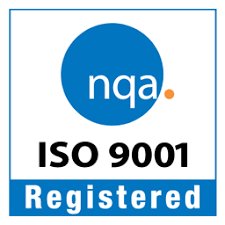 nqa.
ISO 9001
Registered